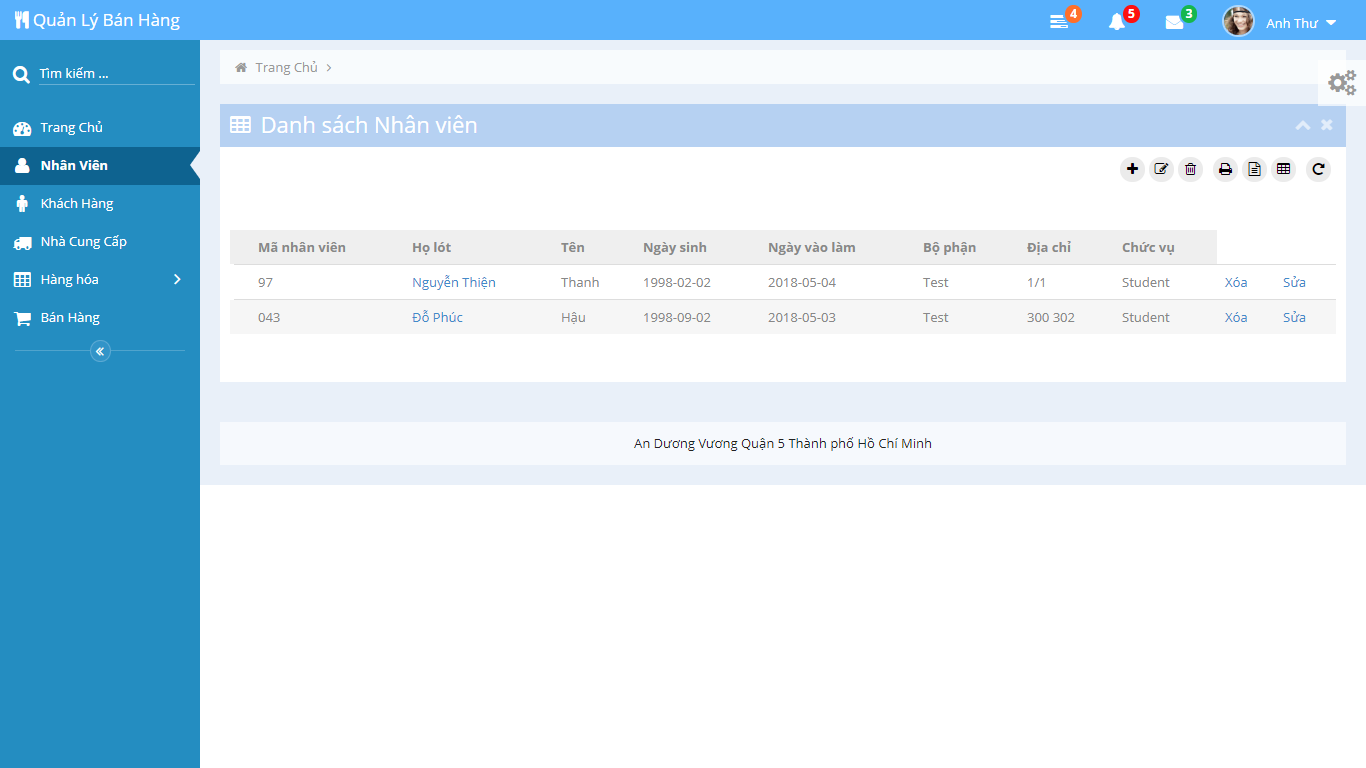 Quản Lý Bán Hàng
4
5
3
Anh Thư
Tìm kiếm ...
Trang Chủ
Nhân Viên
Khách Hàng
Nhà Cung Cấp
Hàng hóa
Bán Hàng
Trang Chủ
Danh sách Nhân viên
Mã nhân viên Họ lót Tên Ngày sinh Ngày vào làm Bộ phận Địa chỉ Chức vụ
97 Nguyễn Thiện Thanh 1998-02-02 2018-05-04 Test 1/1 Student Xóa Sửa
043 Đỗ Phúc Hậu 1998-09-02 2018-05-03 Test 300 302 Student Xóa Sửa
An Dương Vương Quận 5 Thành phố Hồ Chí Minh